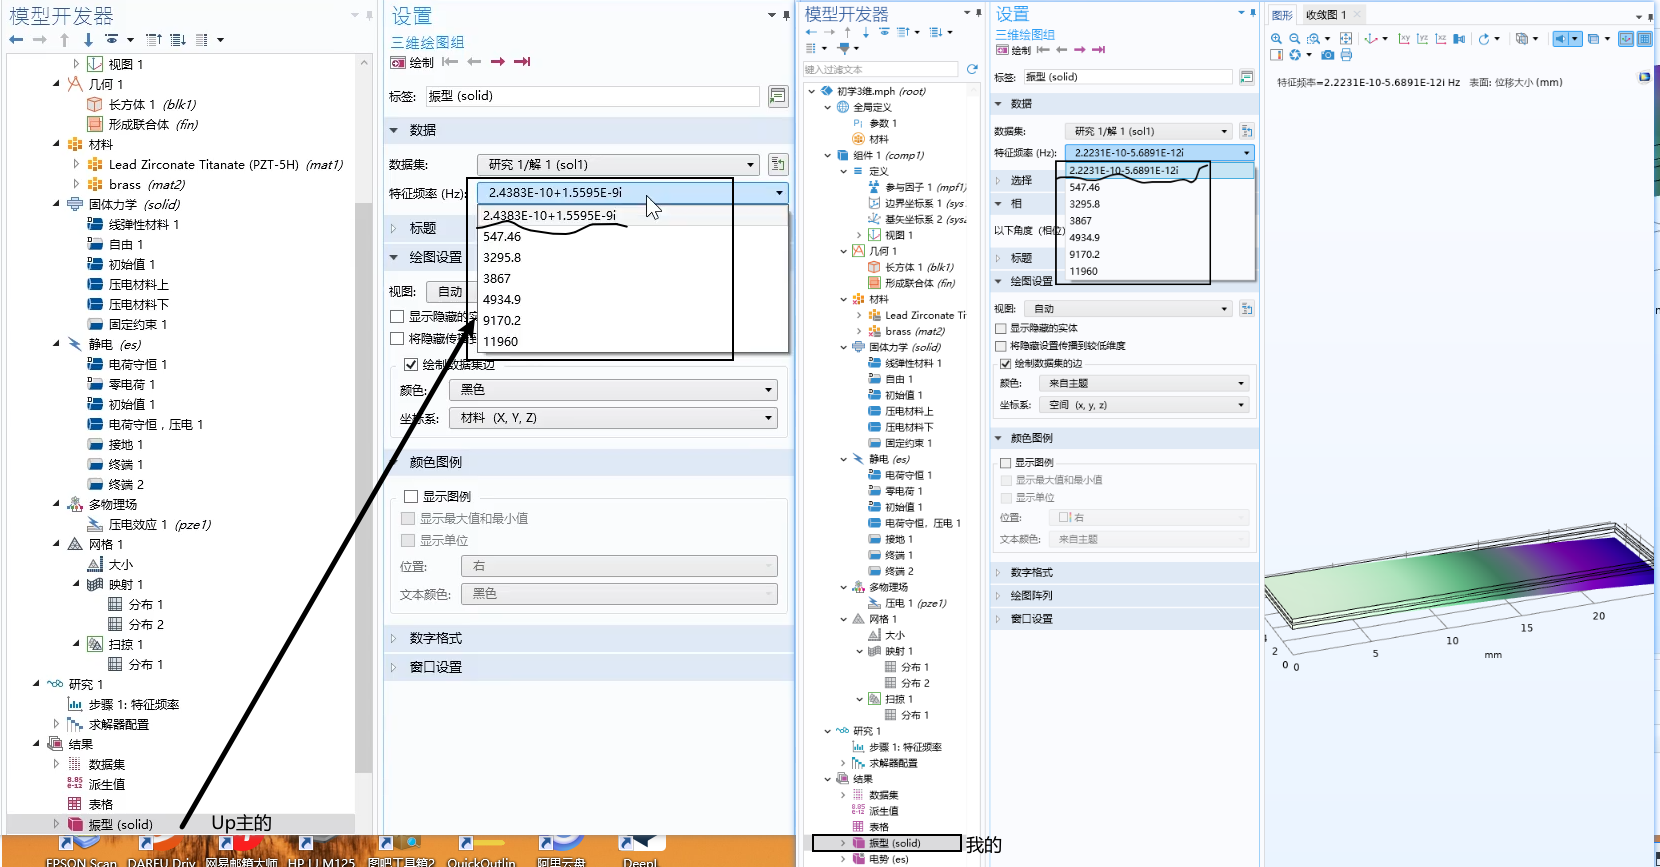 模型开发器
视图 1
几何 1
长方体 1 (blk1)
形成联合体 (fin)
材料
Lead Zirconate Titanate (PZT-5H) (mat1)
brass (mat2)
固体力学 (solid)
线弹性材料 1
自由 1
初始值 1
压电材料上
压电材料下
固定约束 1
静电 (es)
电荷守恒 1
零电荷 1
初始值 1
电荷守恒，压电 1
接地 1
终端 1
终端 2
多物理场
压电效应 1 (pze1)
网格 1
大小
映射 1
分布 1
分布 2
扫掠 1
分布 1
研究 1
步骤 1: 特征频率
求解器配置
结果
数据集
派生值
表格
振型 (solid)
Up主的
EPSON Scan
DAREU Driv
网易邮箱大师
HP LJ M125
图吧工具箱2
QuickOutlin
阿里云盘
DeepL
设置
三维绘图组
绘制
标签:
振型 (solid)
数据
数据集:
研究 1/解 1 (sol1)
特征频率 (Hz):
2.4383E-10+1.5595E-9i
2.4383E-10+1.5595E-9i
547.46
3295.8
3867
4934.9
9170.2
11960
标题
绘图设置
视图:
自动
显示隐藏的实
将隐藏传播到
绘制数据集边
颜色:
黑色
坐标系:
材料 (X, Y, Z)
颜色图例
显示图例
显示最大值和最小值
显示单位
位置:
右
文本颜色:
黑色
数字格式
窗口设置
模型开发器
键入过滤文本
初学3维.mph (root)
全局定义
参数 1
材料
组件 1 (comp1)
定义
参与因子 1 (mpf1)
边界坐标系 1 (sys
基矢坐标系 2 (sys2
视图 1
几何 1
长方体 1 (blk1)
形成联合体 (fin)
材料
Lead Zirconate Ti
brass (mat2)
固体力学 (solid)
线弹性材料 1
自由 1
初始值 1
压电材料上
压电材料下
固定约束 1
静电 (es)
电荷守恒 1
零电荷 1
初始值 1
电荷守恒，压电 1
接地 1
终端 1
终端 2
多物理场
压电 1 (pze1)
网格 1
大小
映射 1
分布 1
分布 2
扫掠 1
分布 1
研究 1
步骤 1: 特征频率
求解器配置
结果
数据集
派生值
表格
振型 (solid)
电势 (es)
我的
设置
三维绘图组
绘制
标签:
振型 (solid)
数据
数据集:
研究 1/解 1 (sol1)
特征频率 (Hz):
2.2231E-10-5.6891E-12i
2.2231E-10-5.6891E-12i
547.46
3295.8
3867
4934.9
9170.2
11960
选择
相
以下角度 (相位)
标题
绘图设置
视图:
自动
显示隐藏的实体
将隐藏设置传播到较低维度
绘制数据集的边
颜色:
来自主题
坐标系:
空间 (x, y, z)
颜色图例
显示图例
显示最大值和最小值
显示单位
位置:
右
文本颜色:
来自主题
数字格式
绘图阵列
窗口设置
图形
收敛图 1
特征频率=2.2231E-10-5.6891E-12i Hz 表面: 位移大小 (mm)
20
15
10
5
0
0
2
4
mm